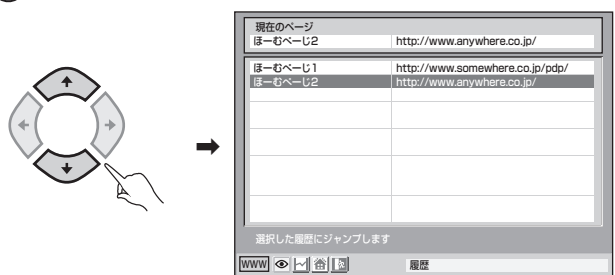 現在のページ
ほーむぺーじ2 http://www.anywhere.co.jp/
ほーむぺーじ1 http://www.somewhere.co.jp/pdp/
ほーむぺーじ2 http://www.anywhere.co.jp/
選択した履歴にジャンプします
WWW 履歴